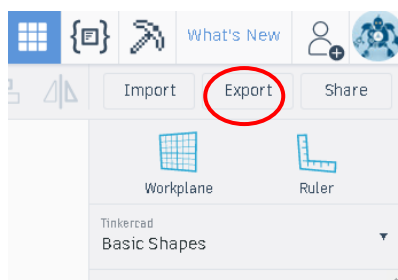 What's New
Import Export Share
Workplane Ruler
Tinkercad
Basic Shapes